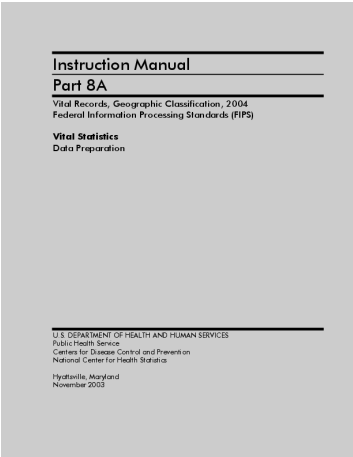 Instruction Manual
Part 8A
Vital Records, Geographic Classification, 2004
Federal Information Processing Standards (FIPS)
Vital Statistics
Data Preparation
U.S. DEPARTMENT OF HEALTH AND HUMAN SERVICES
Public Health Service
Centers for Disease Control and Prevention
National Center for Health Statistics
Hyattsville, Maryland
November 2003